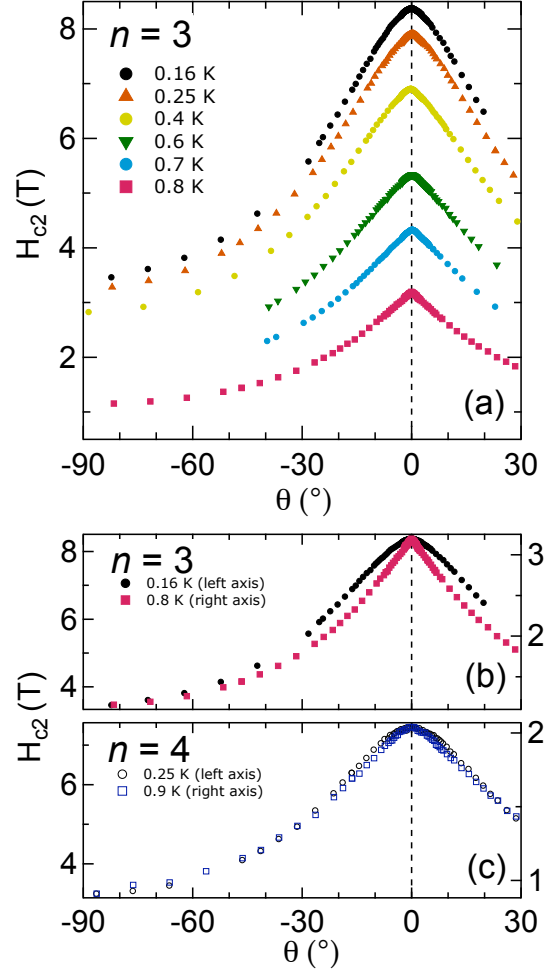 8
n = 3
0.16 K
0.25 K
0.4 K
0.6 K
0.7 K
0.8 K
6
4
2
Hc2 (T)
(a)
-90 -60 -30 0 30
θ (°)
n = 3
0.16 K (left axis)
0.8 K (right axis)
8
6
4
3
2
(b)
Hc2 (T)
n = 4
0.25 K (left axis)
0.9 K (right axis)
6
4
2
1
(c)
-90 -60 -30 0 30
θ (°)